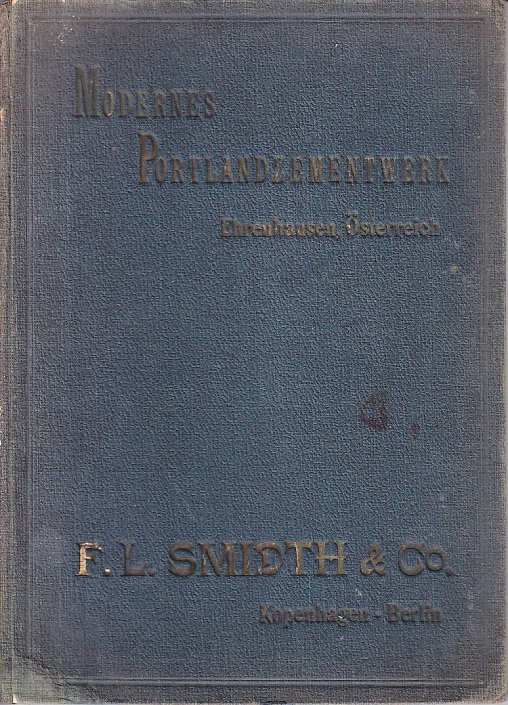 MODERNES
PORTLANDZEMENTWERK
Ehrenhausen, Österreich
F. L. SMIDTH & Co.
Kopenhagen - Berlin